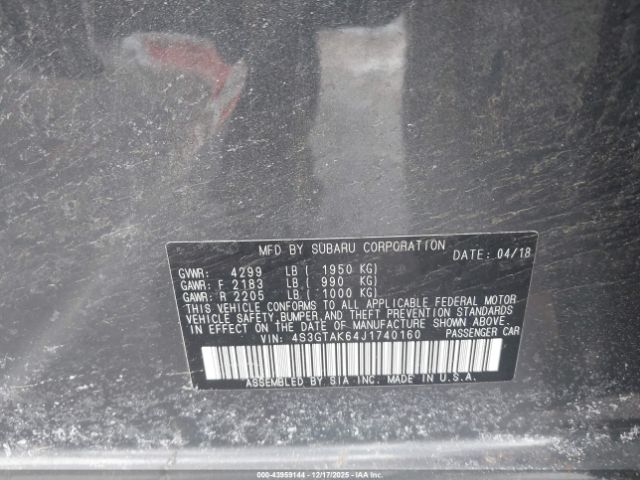 MFD BY SUBARU CORPORATION
DATE: 04/18
GVWR: 4299 LB ( 1950 KG)
GAWR: F 2183 LB ( 990 KG)
GAWR: R 2205 LB ( 1000 KG)
THIS VEHICLE CONFORMS TO ALL APPLICABLE FEDERAL MOTOR
VEHICLE SAFETY,BUMPER,AND THEFT PREVENTION STANDARDS
IN EFFECT ON THE DATE OF MANUFACTURE SHOWN ABOVE.
VIN: 4S3GTAK64J1740160 PASSENGER CAR
ASSEMBLED BY SIA INC. MADE IN U.S.A.
000-43959144 - 12/17/2025 - IAAI.COM